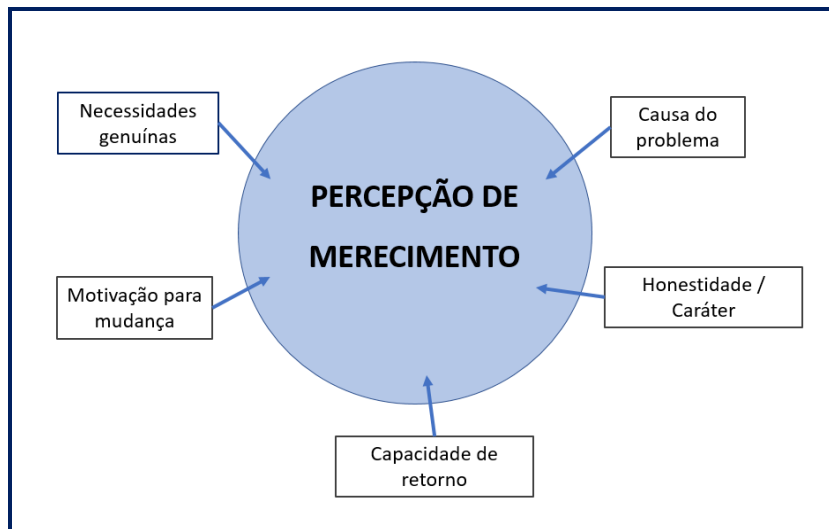 Necessidades
genuínas
Causa do
problema
PERCEPÇÃO DE
MERECIMENTO
Motivação para
mudança
Honestidade /
Caráter
Capacidade de
retorno